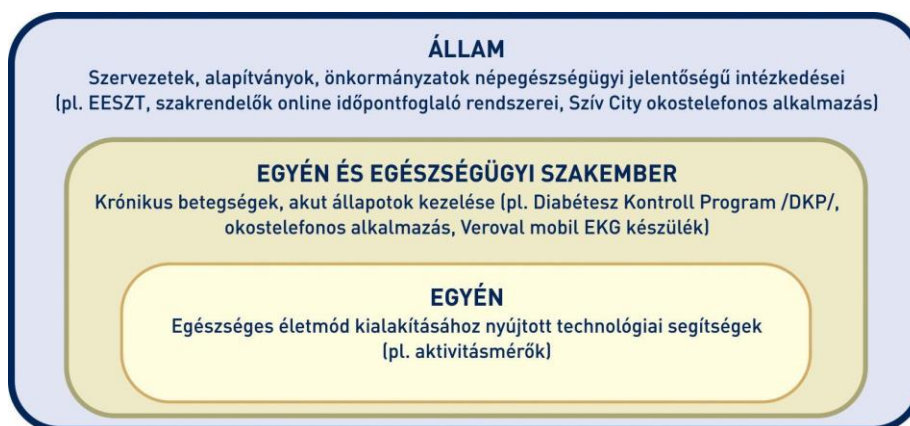 ÁLLAM
Szervezetek, alapítványok, önkormányzatok népegészségügyi jelentőségű intézkedései
(pl. EESZT, szakrendelők online időpontfoglaló rendszerei, Szív City okostelefonos alkalmazás)
EGYÉN ÉS EGÉSZSÉGÜGYI SZAKEMBER
Krónikus betegségek, akut állapotok kezelése (pl. Diabétesz Kontroll Program /DKP/,
okostelefonos alkalmazás, Veroval mobil EKG készülék)
EGYÉN
Egészséges életmód kialakításához nyújtott technológiai segítségek
(pl. aktivitásmérők)